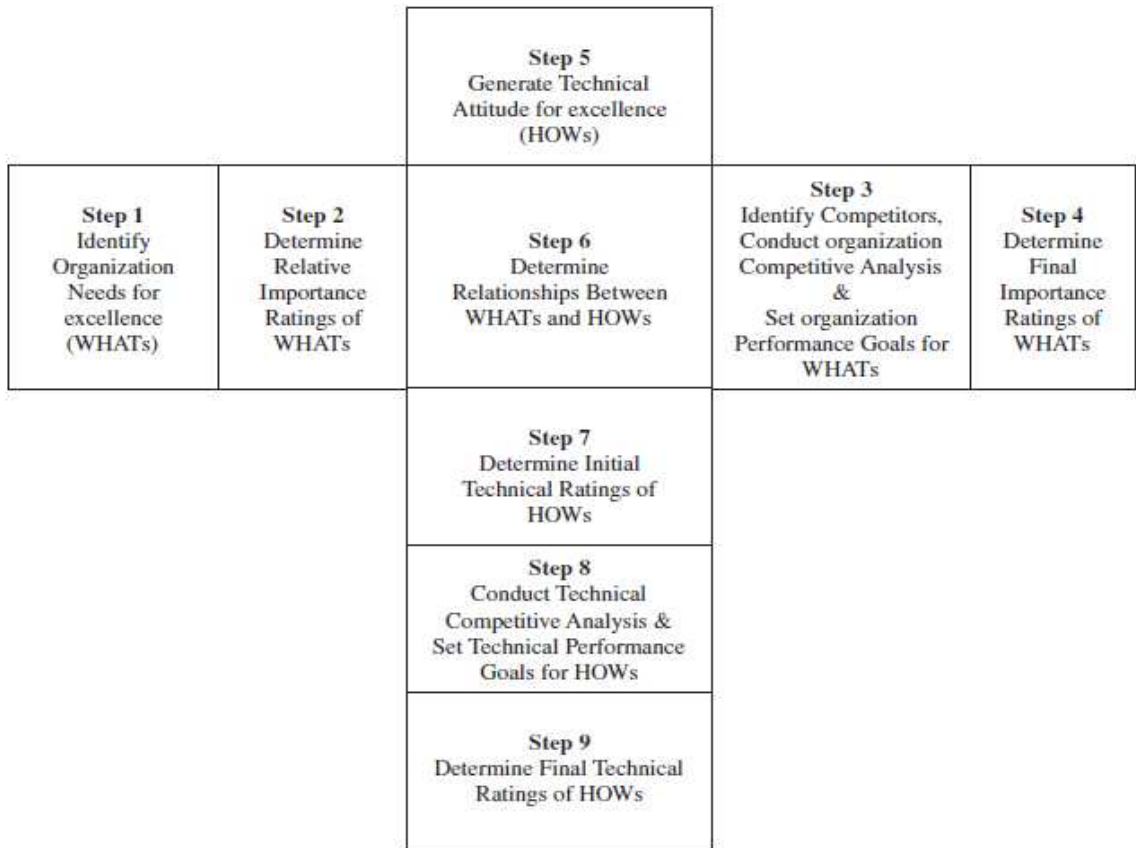 Step 5
Generate Technical
Attitude for excellence
(HOWs)
Step 1
Identify
Organization
Needs for
excellence
(WHATs)
Step 2
Determine
Relative
Importance
Ratings of
WHATs
Step 6
Determine
Relationships Between
WHATs and HOWs
Step 3
Identify Competitors,
Conduct organization
Competitive Analysis
&
Set organization
Performance Goals for
WHATs
Step 4
Determine
Final
Importance
Ratings of
WHATs
Step 7
Determine Initial
Technical Ratings of
HOWs
Step 8
Conduct Technical
Competitive Analysis &
Set Technical Performance
Goals for HOWs
Step 9
Determine Final Technical
Ratings of HOWs